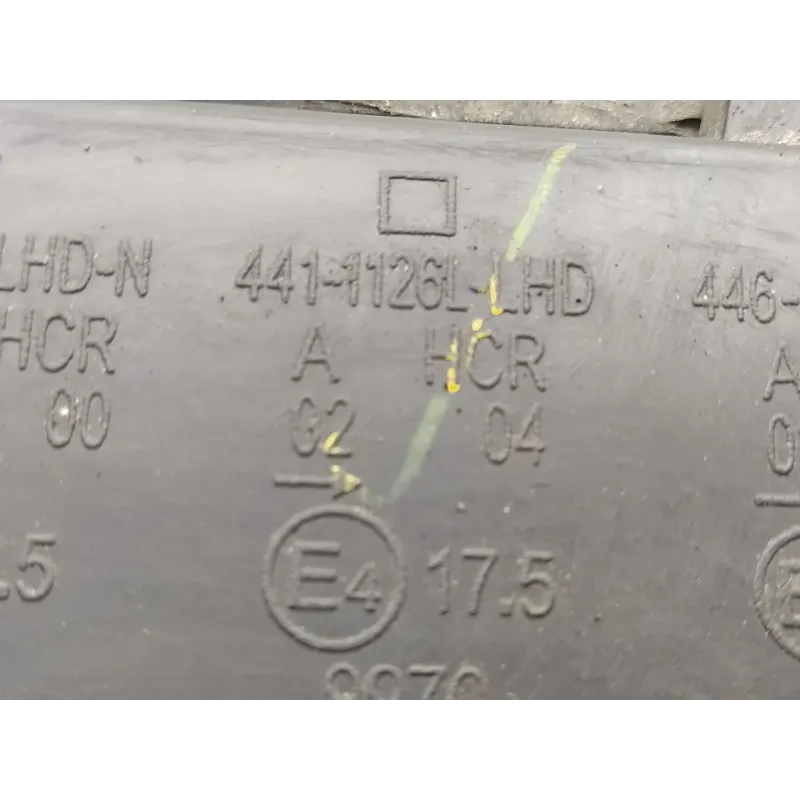 LHD-N 441-1126L-LHD 446-
HCR A HCR A
00 02 04
.5 E4 17.5